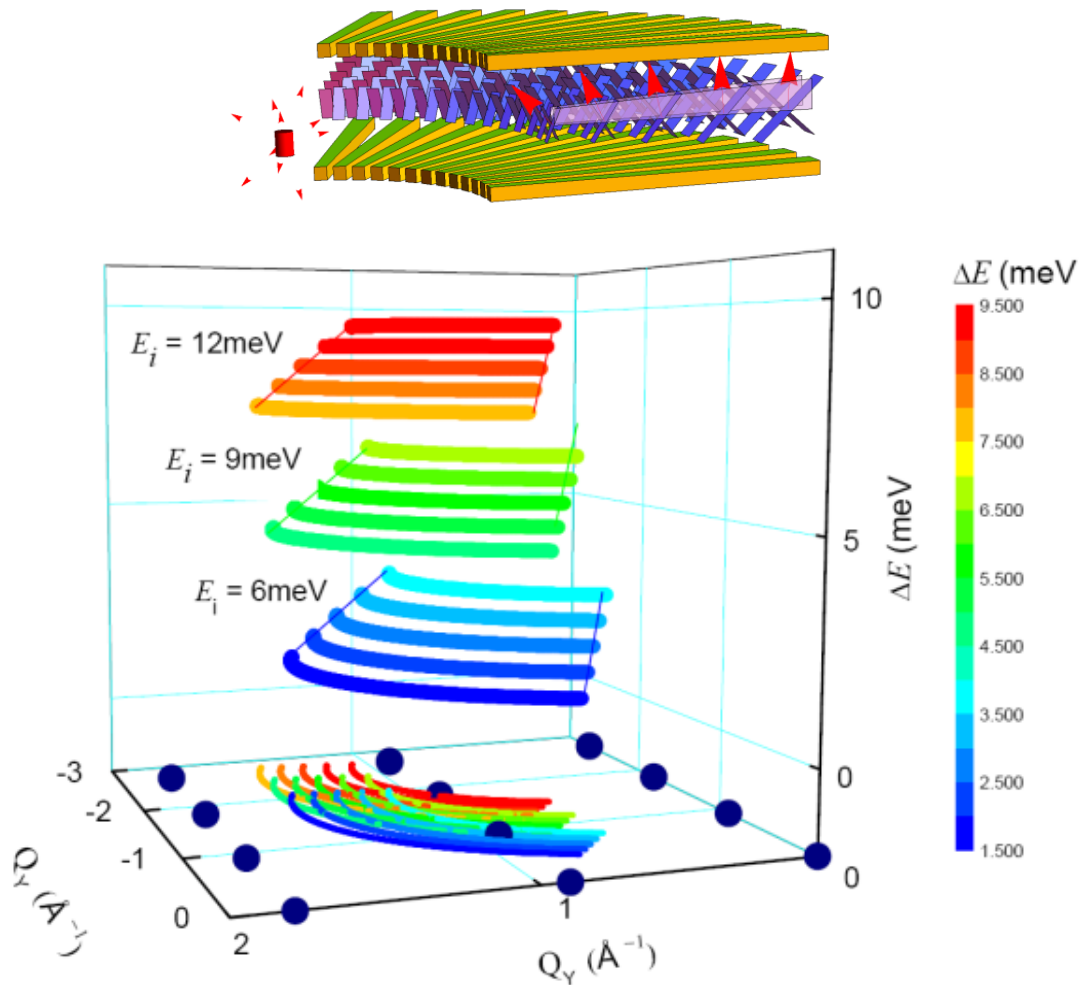 ΔE (meV)
9.500
8.500
7.500
6.500
5.500
4.500
3.500
2.500
1.500
E_i = 12meV
E_i = 9meV
E_i = 6meV
10
5
0
ΔE (meV)
-3
-2
-1
0
Q_Y (Å⁻¹)
2
1
0
Q_Y (Å⁻¹)